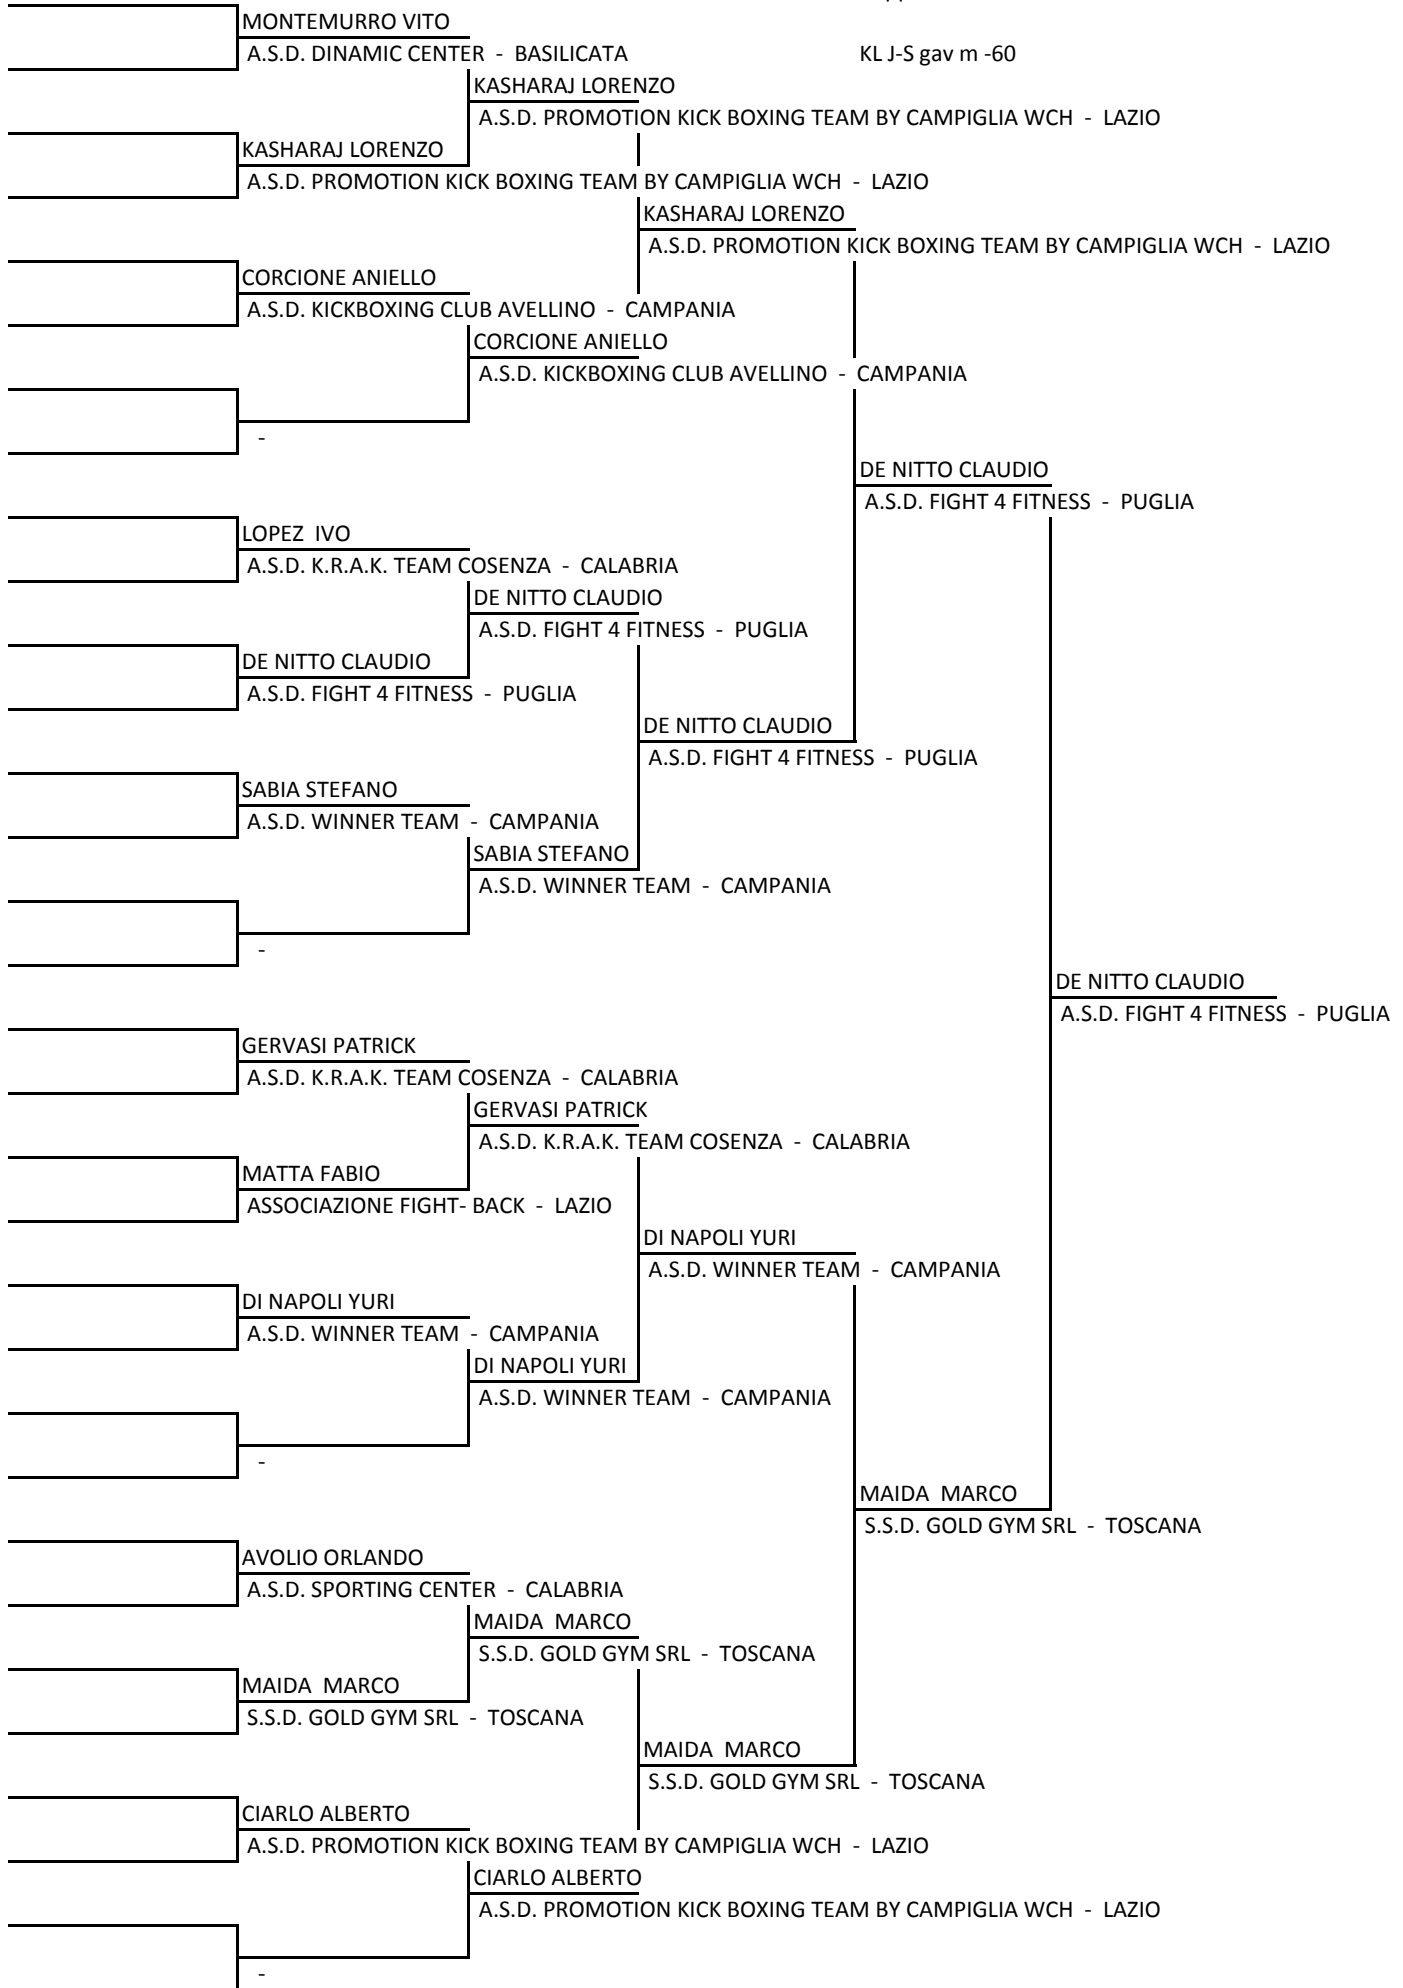 MONTEMURRO VITO
A.S.D. DINAMIC CENTER - BASILICATA
KL J-S gav m -60
KASHARAJ LORENZO
A.S.D. PROMOTION KICK BOXING TEAM BY CAMPIGLIA WCH - LAZIO
KASHARAJ LORENZO
A.S.D. PROMOTION KICK BOXING TEAM BY CAMPIGLIA WCH - LAZIO
KASHARAJ LORENZO
A.S.D. PROMOTION KICK BOXING TEAM BY CAMPIGLIA WCH - LAZIO
CORCIONE ANIELLO
A.S.D. KICKBOXING CLUB AVELLINO - CAMPANIA
CORCIONE ANIELLO
A.S.D. KICKBOXING CLUB AVELLINO - CAMPANIA
-
DE NITTO CLAUDIO
A.S.D. FIGHT 4 FITNESS - PUGLIA
LOPEZ IVO
A.S.D. K.R.A.K. TEAM COSENZA - CALABRIA
DE NITTO CLAUDIO
A.S.D. FIGHT 4 FITNESS - PUGLIA
DE NITTO CLAUDIO
A.S.D. FIGHT 4 FITNESS - PUGLIA
DE NITTO CLAUDIO
A.S.D. FIGHT 4 FITNESS - PUGLIA
SABIA STEFANO
A.S.D. WINNER TEAM - CAMPANIA
SABIA STEFANO
A.S.D. WINNER TEAM - CAMPANIA
-
DE NITTO CLAUDIO
A.S.D. FIGHT 4 FITNESS - PUGLIA
GERVASI PATRICK
A.S.D. K.R.A.K. TEAM COSENZA - CALABRIA
GERVASI PATRICK
A.S.D. K.R.A.K. TEAM COSENZA - CALABRIA
MATTA FABIO
ASSOCIAZIONE FIGHT- BACK - LAZIO
DI NAPOLI YURI
A.S.D. WINNER TEAM - CAMPANIA
DI NAPOLI YURI
A.S.D. WINNER TEAM - CAMPANIA
DI NAPOLI YURI
A.S.D. WINNER TEAM - CAMPANIA
-
MAIDA MARCO
S.S.D. GOLD GYM SRL - TOSCANA
AVOLIO ORLANDO
A.S.D. SPORTING CENTER - CALABRIA
MAIDA MARCO
S.S.D. GOLD GYM SRL - TOSCANA
MAIDA MARCO
S.S.D. GOLD GYM SRL - TOSCANA
MAIDA MARCO
S.S.D. GOLD GYM SRL - TOSCANA
CIARLO ALBERTO
A.S.D. PROMOTION KICK BOXING TEAM BY CAMPIGLIA WCH - LAZIO
CIARLO ALBERTO
A.S.D. PROMOTION KICK BOXING TEAM BY CAMPIGLIA WCH - LAZIO
-